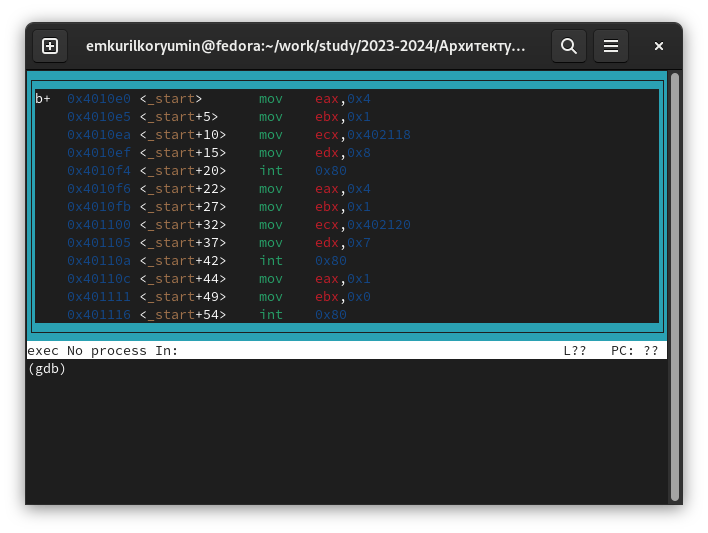 emkurilkoryumin@fedora:~/work/study/2023-2024/Архитекту...
b+ 0x4010e0 <_start> mov eax,0x4
0x4010e5 <_start+5> mov ebx,0x1
0x4010ea <_start+10> mov ecx,0x402118
0x4010ef <_start+15> mov edx,0x8
0x4010f4 <_start+20> int 0x80
0x4010f6 <_start+22> mov eax,0x4
0x4010fb <_start+27> mov ebx,0x1
0x401100 <_start+32> mov ecx,0x402120
0x401105 <_start+37> mov edx,0x7
0x40110a <_start+42> int 0x80
0x40110c <_start+44> mov eax,0x1
0x401111 <_start+49> mov ebx,0x0
0x401116 <_start+54> int 0x80
exec No process In: L?? PC: ??
(gdb)